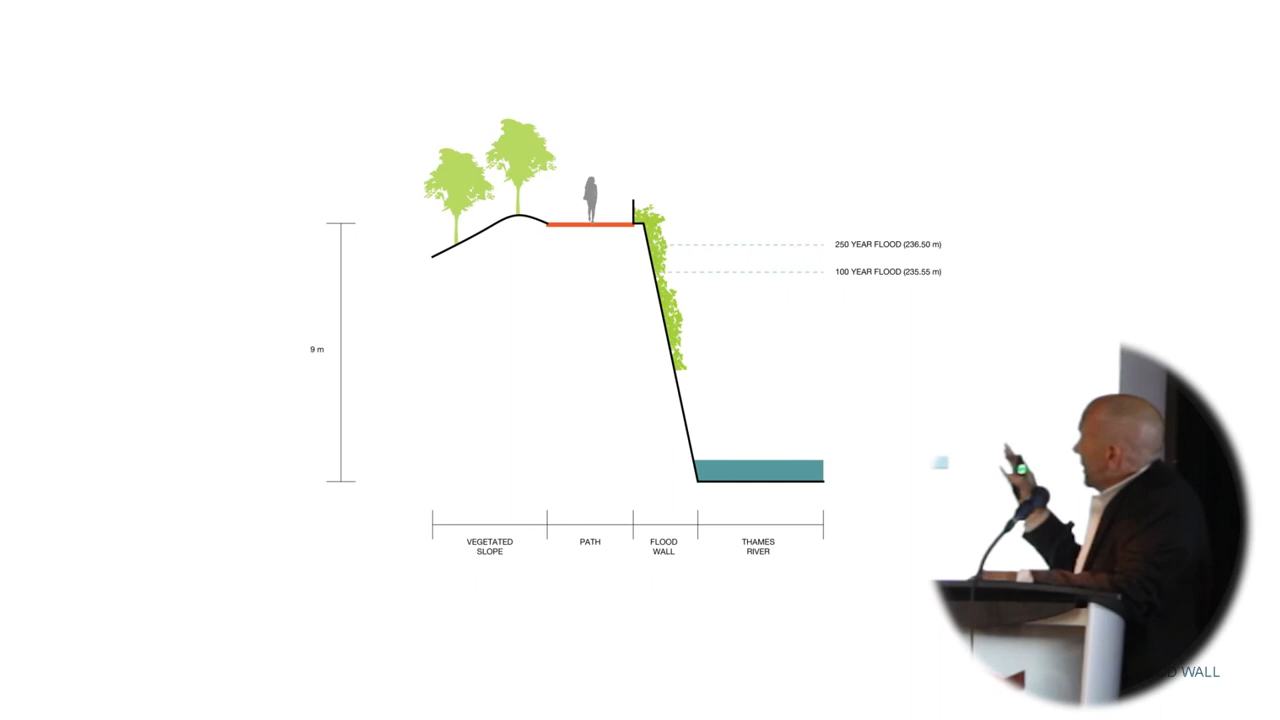 250 YEAR FLOOD (236.50 m)
100 YEAR FLOOD (235.55 m)
9 m
VEGETATED
SLOPE
PATH
FLOOD
WALL
THAMES
RIVER
WALL